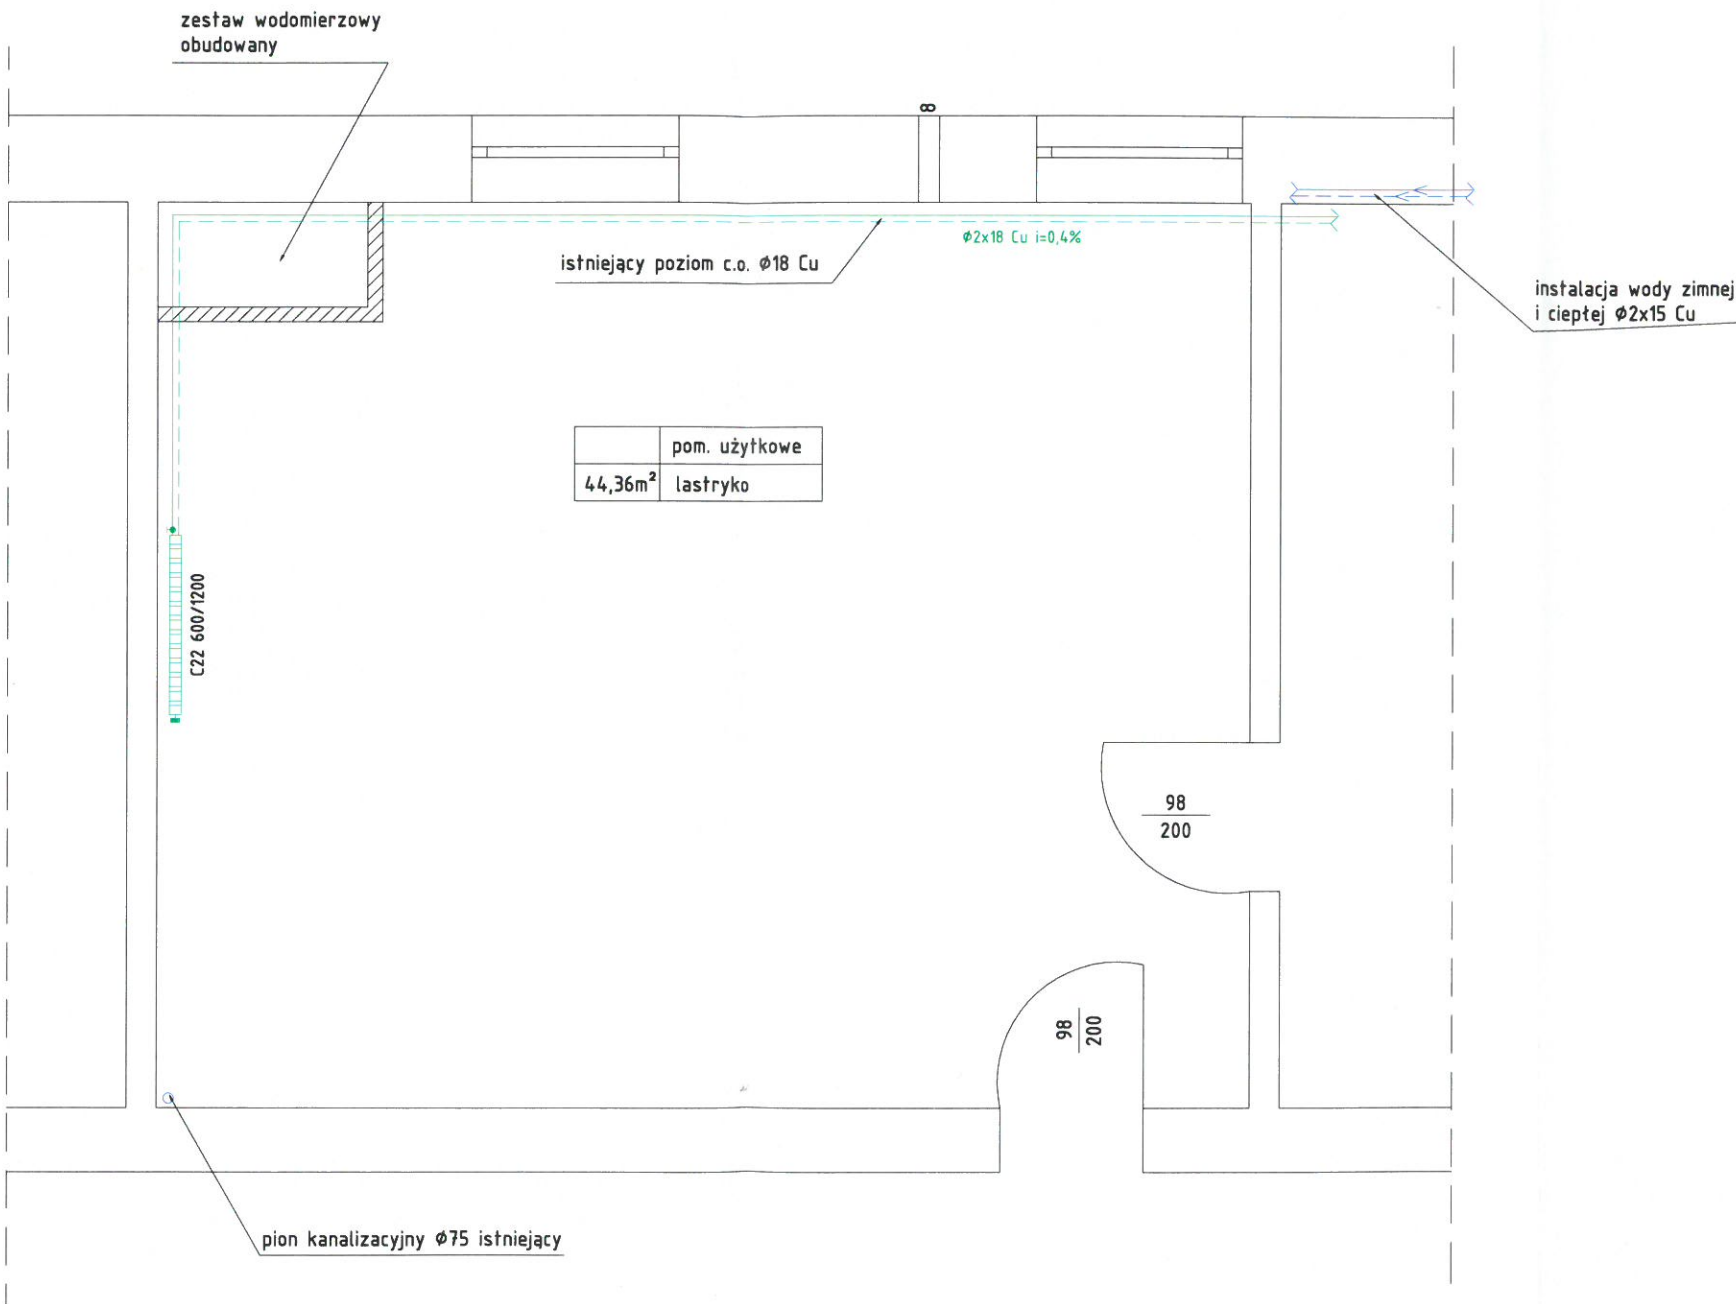 zestaw wodomierzowy
obudowany
8
ø2x18 Cu i=0,4%
istniejący poziom c.o. ø18 Cu
instalacja wody zimnej
i ciepłej ø2x15 Cu
pom. użytkowe
44,36m² lastryko
C22 600/1200
98
200
98
200
pion kanalizacyjny ø75 istniejący